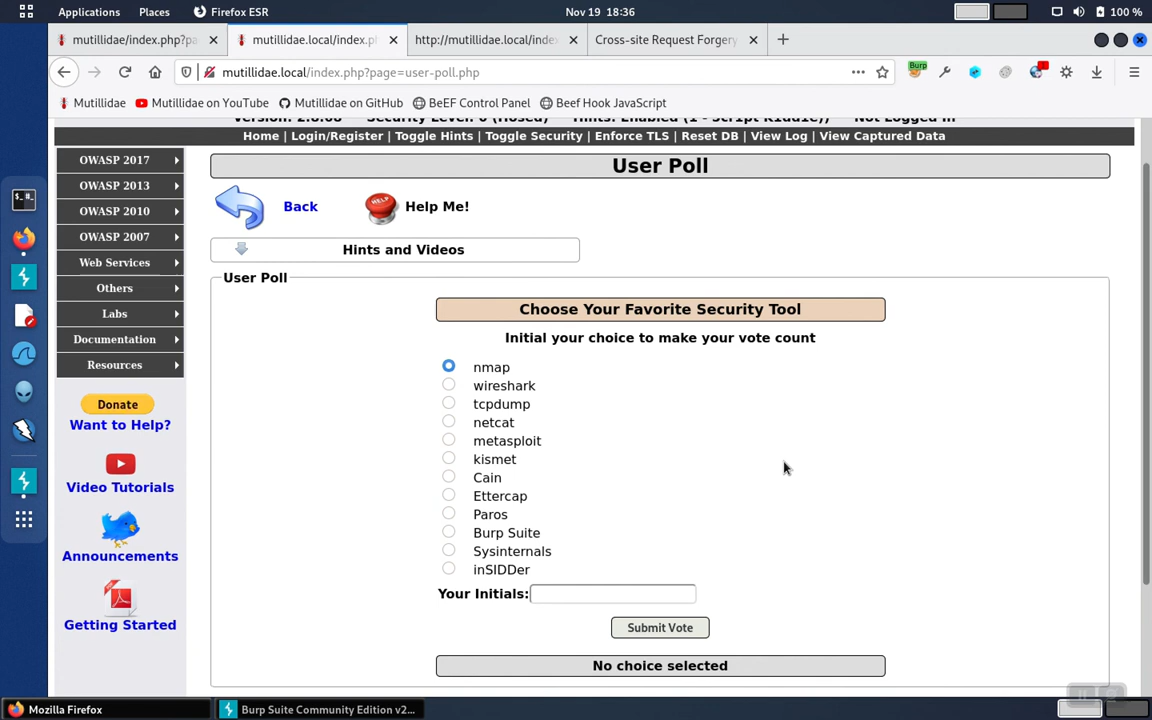 Applications Places Firefox ESR Nov 19 18:36 100 %
mutillidae/index.php?pa mutillidae.local/index.p http://mutillidae.local/inde Cross-site Request Forgery
mutillidae.local/index.php?page=user-poll.php Burp
Mutillidae Mutillidae on YouTube Mutillidae on GitHub BeEF Control Panel Beef Hook JavaScript
Home | Login/Register | Toggle Hints | Toggle Security | Enforce TLS | Reset DB | View Log | View Captured Data
OWASP 2017
OWASP 2013
OWASP 2010
OWASP 2007
Web Services
Others
Labs
Documentation
Resources
Donate
Want to Help?
Video Tutorials
Announcements
Getting Started
User Poll
Back HELP Help Me!
Hints and Videos
User Poll
Choose Your Favorite Security Tool
Initial your choice to make your vote count
nmap
wireshark
tcpdump
netcat
metasploit
kismet
Cain
Ettercap
Paros
Burp Suite
Sysinternals
inSIDDer
Your Initials:
Submit Vote
No choice selected
Mozilla Firefox Burp Suite Community Edition v2...